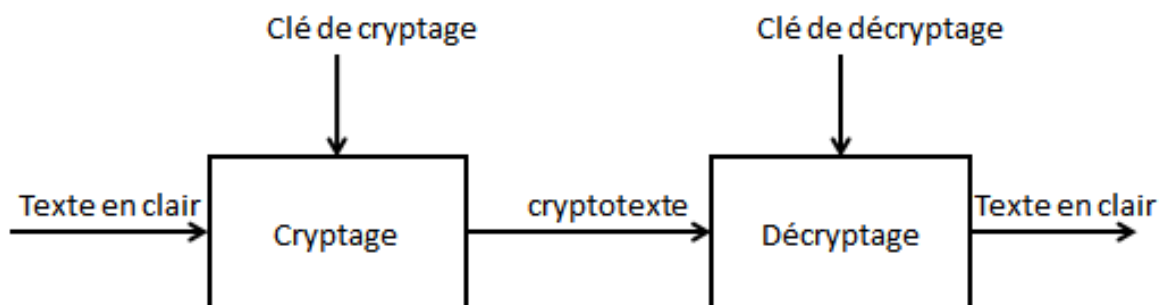 Clé de cryptage
Clé de décryptage
Texte en clair
cryptotexte
Texte en clair
Cryptage
Décryptage